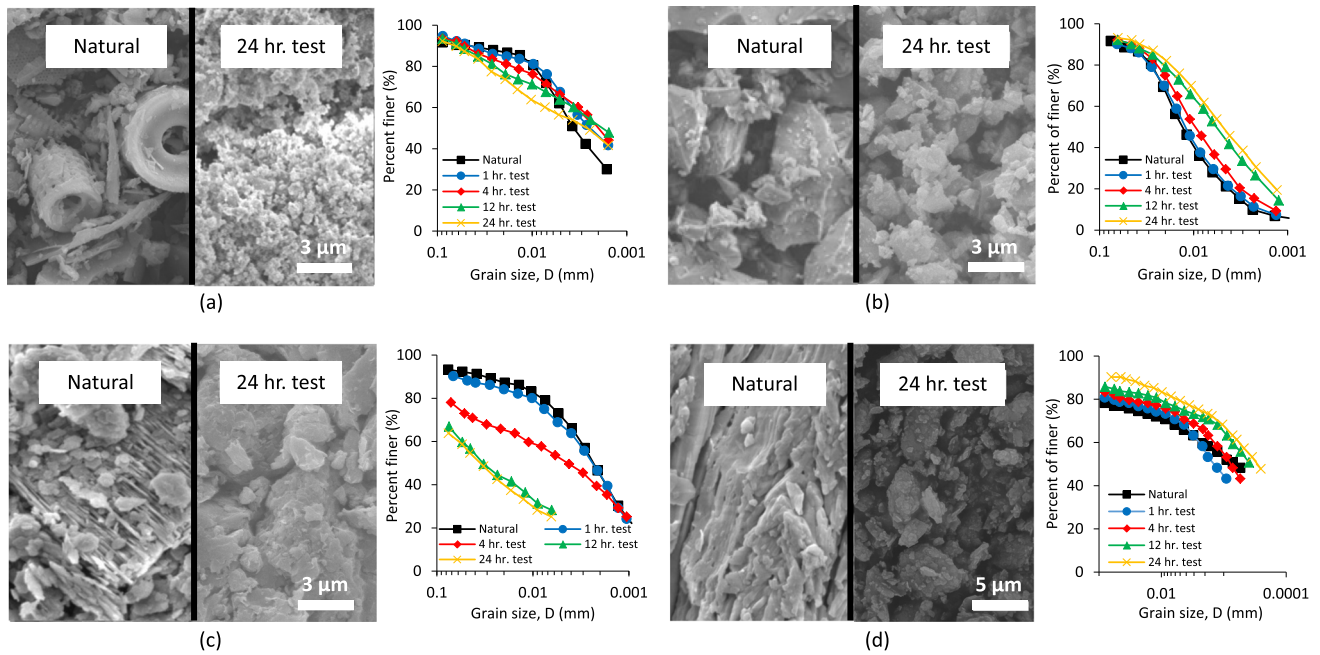 Natural
24 hr. test
3 µm
Percent finer (%)
100
80
60
40
20
0
Natural
1 hr. test
4 hr. test
12 hr. test
24 hr. test
0.1
0.01
0.001
Grain size, D (mm)
(a)
Natural
24 hr. test
3 µm
Percent of finer (%)
100
80
60
40
20
0
Natural
1 hr. test
4 hr. test
12 hr. test
24 hr. test
0.1
0.01
0.001
Grain size, D (mm)
(b)
Natural
24 hr. test
3 µm
Percent finer (%)
100
80
60
40
20
0
Natural
1 hr. test
4 hr. test
12 hr. test
24 hr. test
0.1
0.01
0.001
Grain size, D (mm)
(c)
Natural
24 hr. test
5 µm
Percent of finer (%)
100
80
60
40
20
0
Natural
1 hr. test
4 hr. test
12 hr. test
24 hr. test
0.01
0.0001
Grain size, D (mm)
(d)